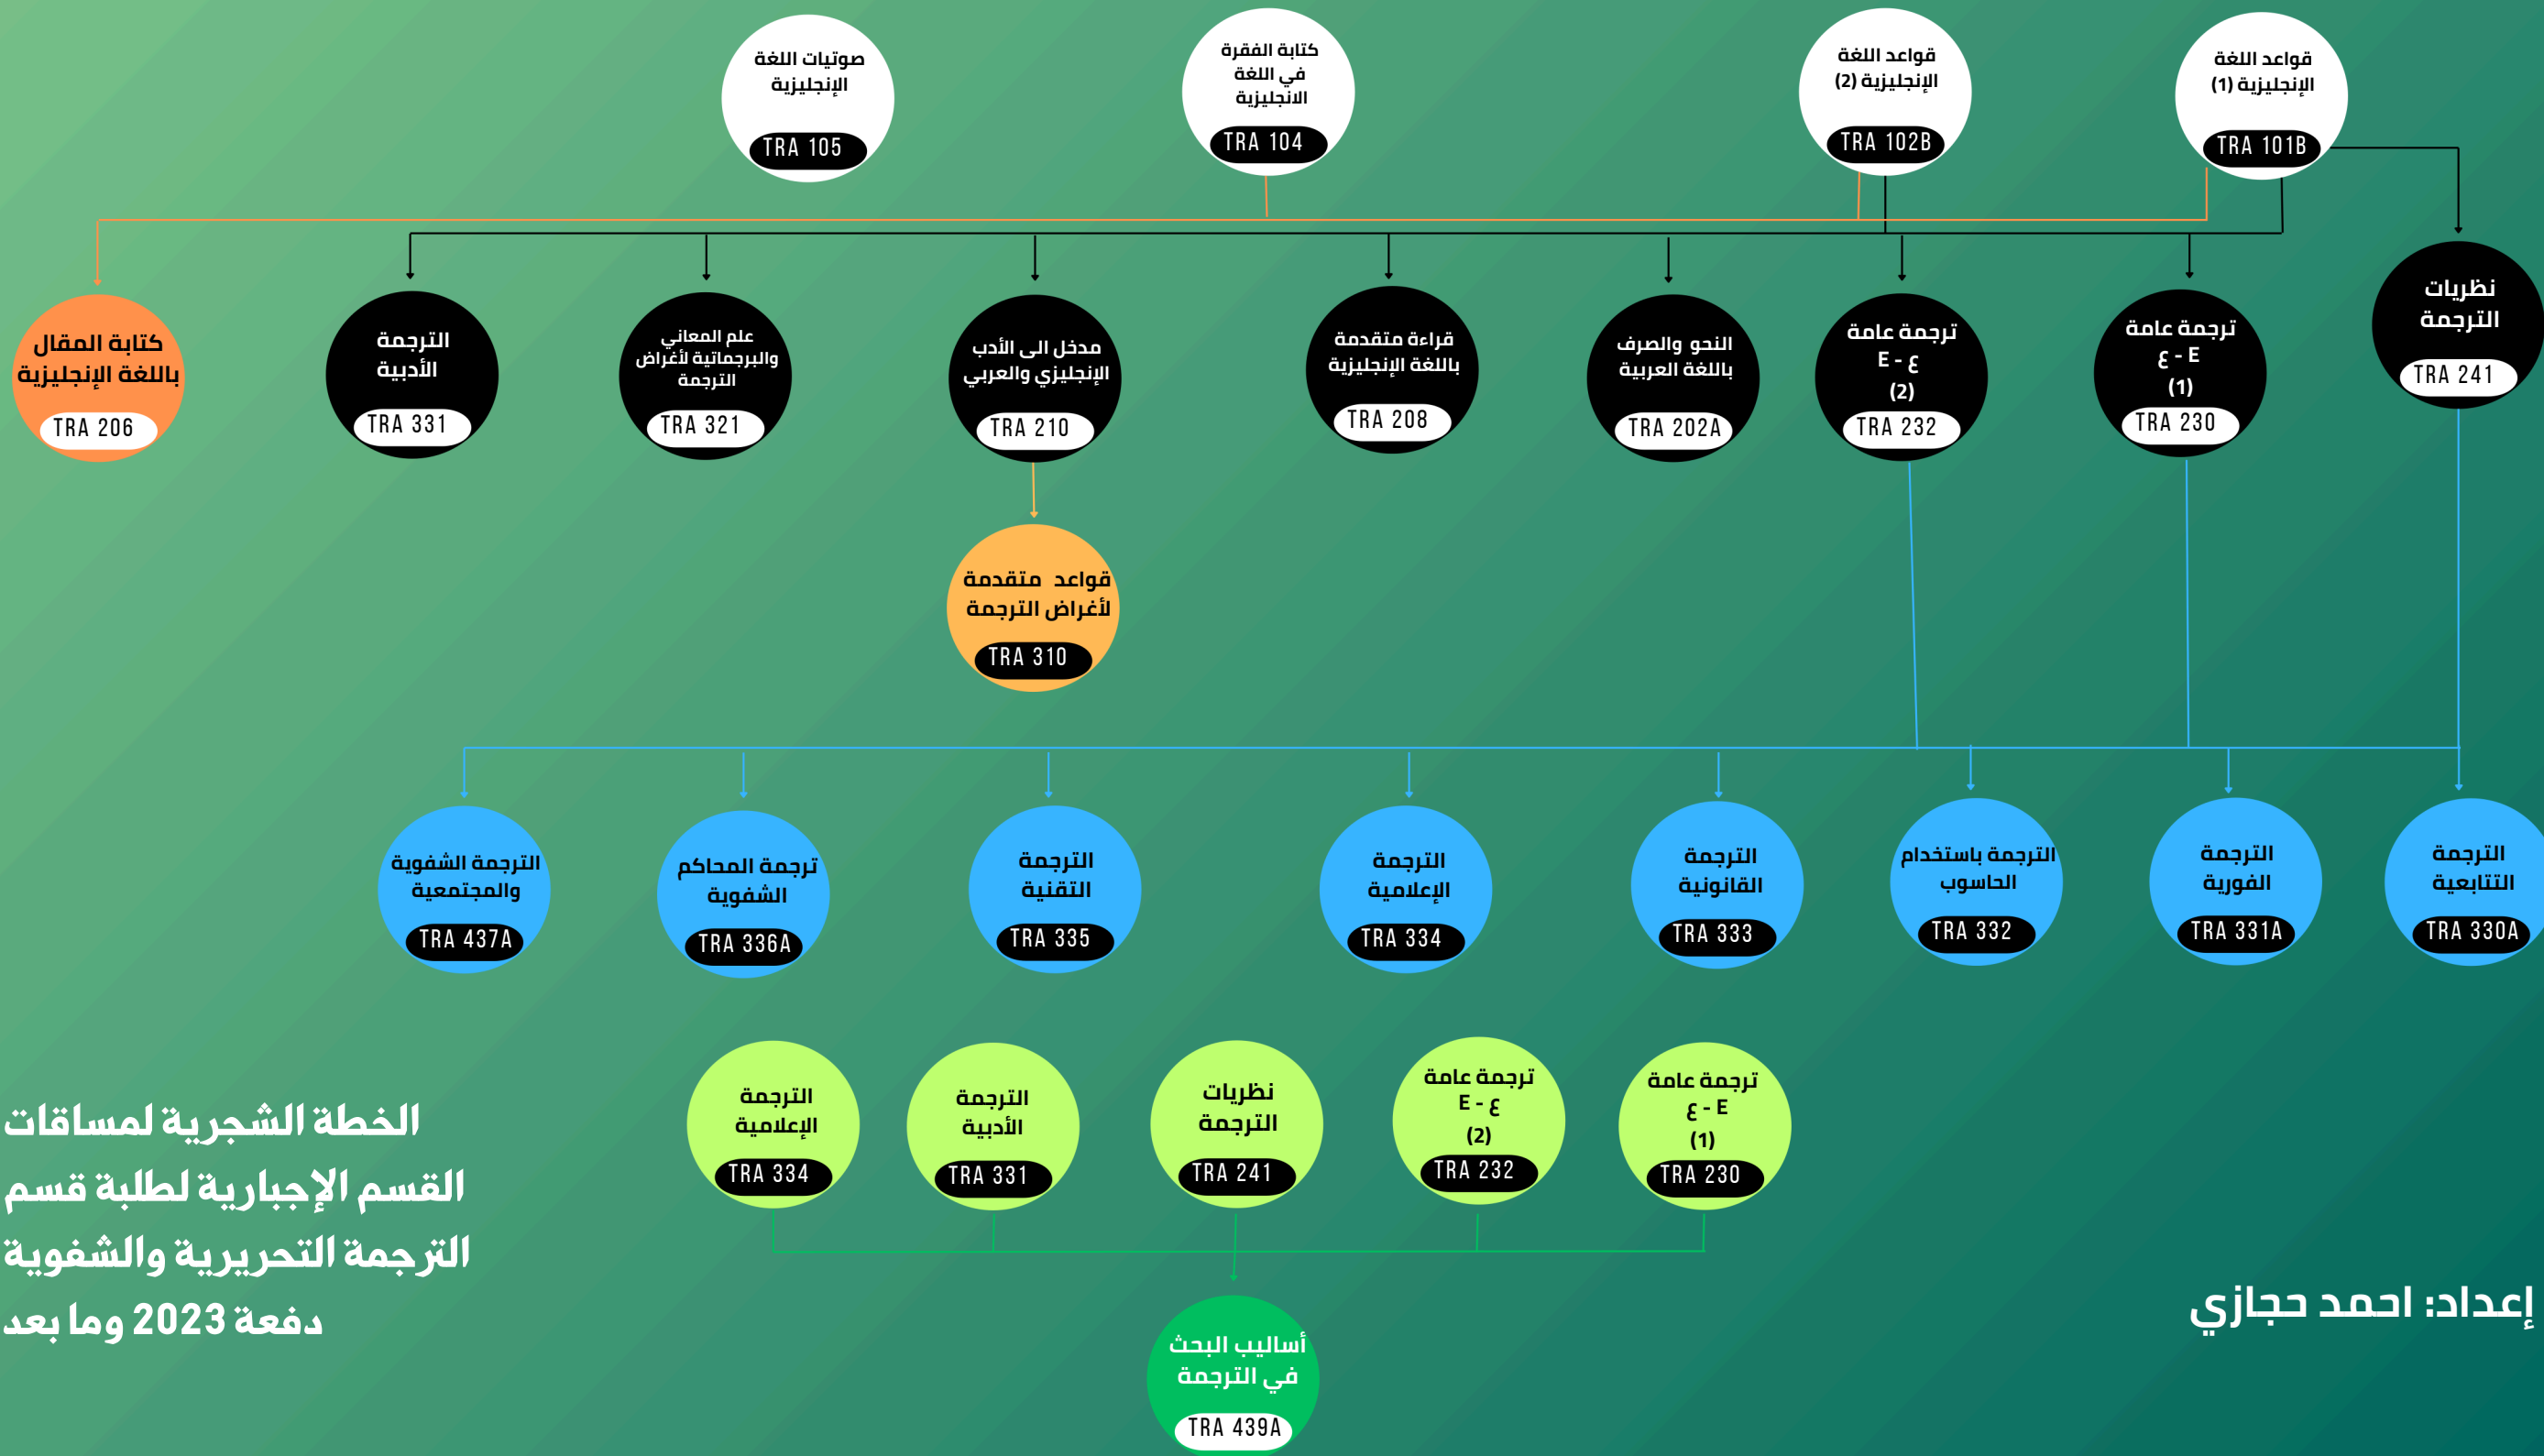 قواعد اللغة
الإنجليزية (1)
TRA 101B
قواعد اللغة
الإنجليزية (2)
TRA 102B
كتابة الفقرة
في اللغة
الانجليزية
TRA 104
صوتيات اللغة
الإنجليزية
TRA 105
نظريات
الترجمة
TRA 241
ترجمة عامة
E - ع
(1)
TRA 230
ترجمة عامة
ع - E
(2)
TRA 232
النحو والصرف
باللغة العربية
TRA 202A
قراءة متقدمة
باللغة الإنجليزية
TRA 208
مدخل الى الأدب
الإنجليزي والعربي
TRA 210
علم المعاني
والبرجماتية لأغراض
الترجمة
TRA 321
الترجمة
الأدبية
TRA 331
كتابة المقال
باللغة الإنجليزية
TRA 206
قواعد متقدمة
لأغراض الترجمة
TRA 310
الترجمة
التتابعية
TRA 330A
الترجمة
الفورية
TRA 331A
الترجمة باستخدام
الحاسوب
TRA 332
الترجمة
القانونية
TRA 333
الترجمة
الإعلامية
TRA 334
الترجمة
التقنية
TRA 335
ترجمة المحاكم
الشفوية
TRA 336A
الترجمة الشفوية
والمجتمعية
TRA 437A
ترجمة عامة
E - ع
(1)
TRA 230
ترجمة عامة
ع - E
(2)
TRA 232
نظريات
الترجمة
TRA 241
الترجمة
الأدبية
TRA 331
الترجمة
الإعلامية
TRA 334
أساليب البحث
في الترجمة
TRA 439A
الخطة الشجرية لمساقات
القسم الإجبارية لطلبة قسم
الترجمة التحريرية والشفوية
دفعة 2023 وما بعد
إعداد: احمد حجازي